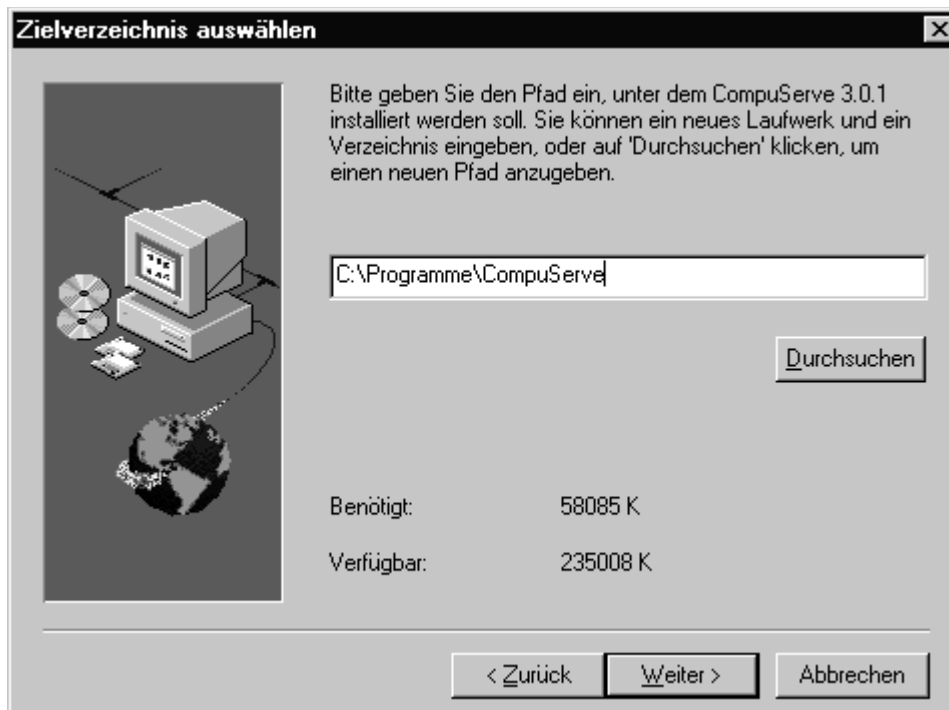 Zielverzeichnis auswählen
Bitte geben Sie den Pfad ein, unter dem CompuServe 3.0.1
installiert werden soll. Sie können ein neues Laufwerk und ein
Verzeichnis eingeben, oder auf 'Durchsuchen' klicken, um
einen neuen Pfad anzugeben.
C:\Programme\CompuServe
Durchsuchen
Benötigt: 58085 K
Verfügbar: 235008 K
< Zurück Weiter > Abbrechen